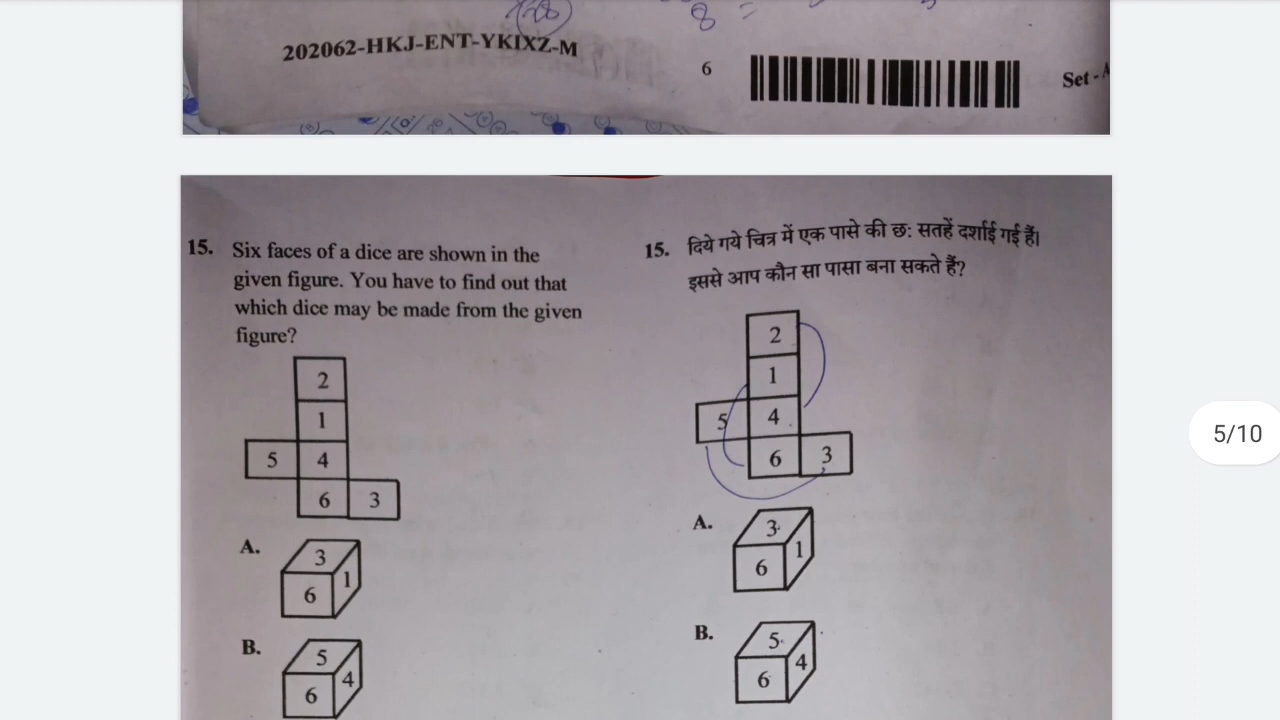 202062-HKJ-ENT-YKIXZ-M
6
Set - A
15. Six faces of a dice are shown in the
given figure. You have to find out that
which dice may be made from the given
figure?
2
1
5 4
6 3
A.
3
6 1
B.
5
6 4
15. दिये गये चित्र में एक पासे की छ: सतहें दर्शाई गई हैं।
इससे आप कौन सा पासा बना सकते हैं?
2
1
5 4
6 3
A.
3
6 1
B.
5
6 4
5/10